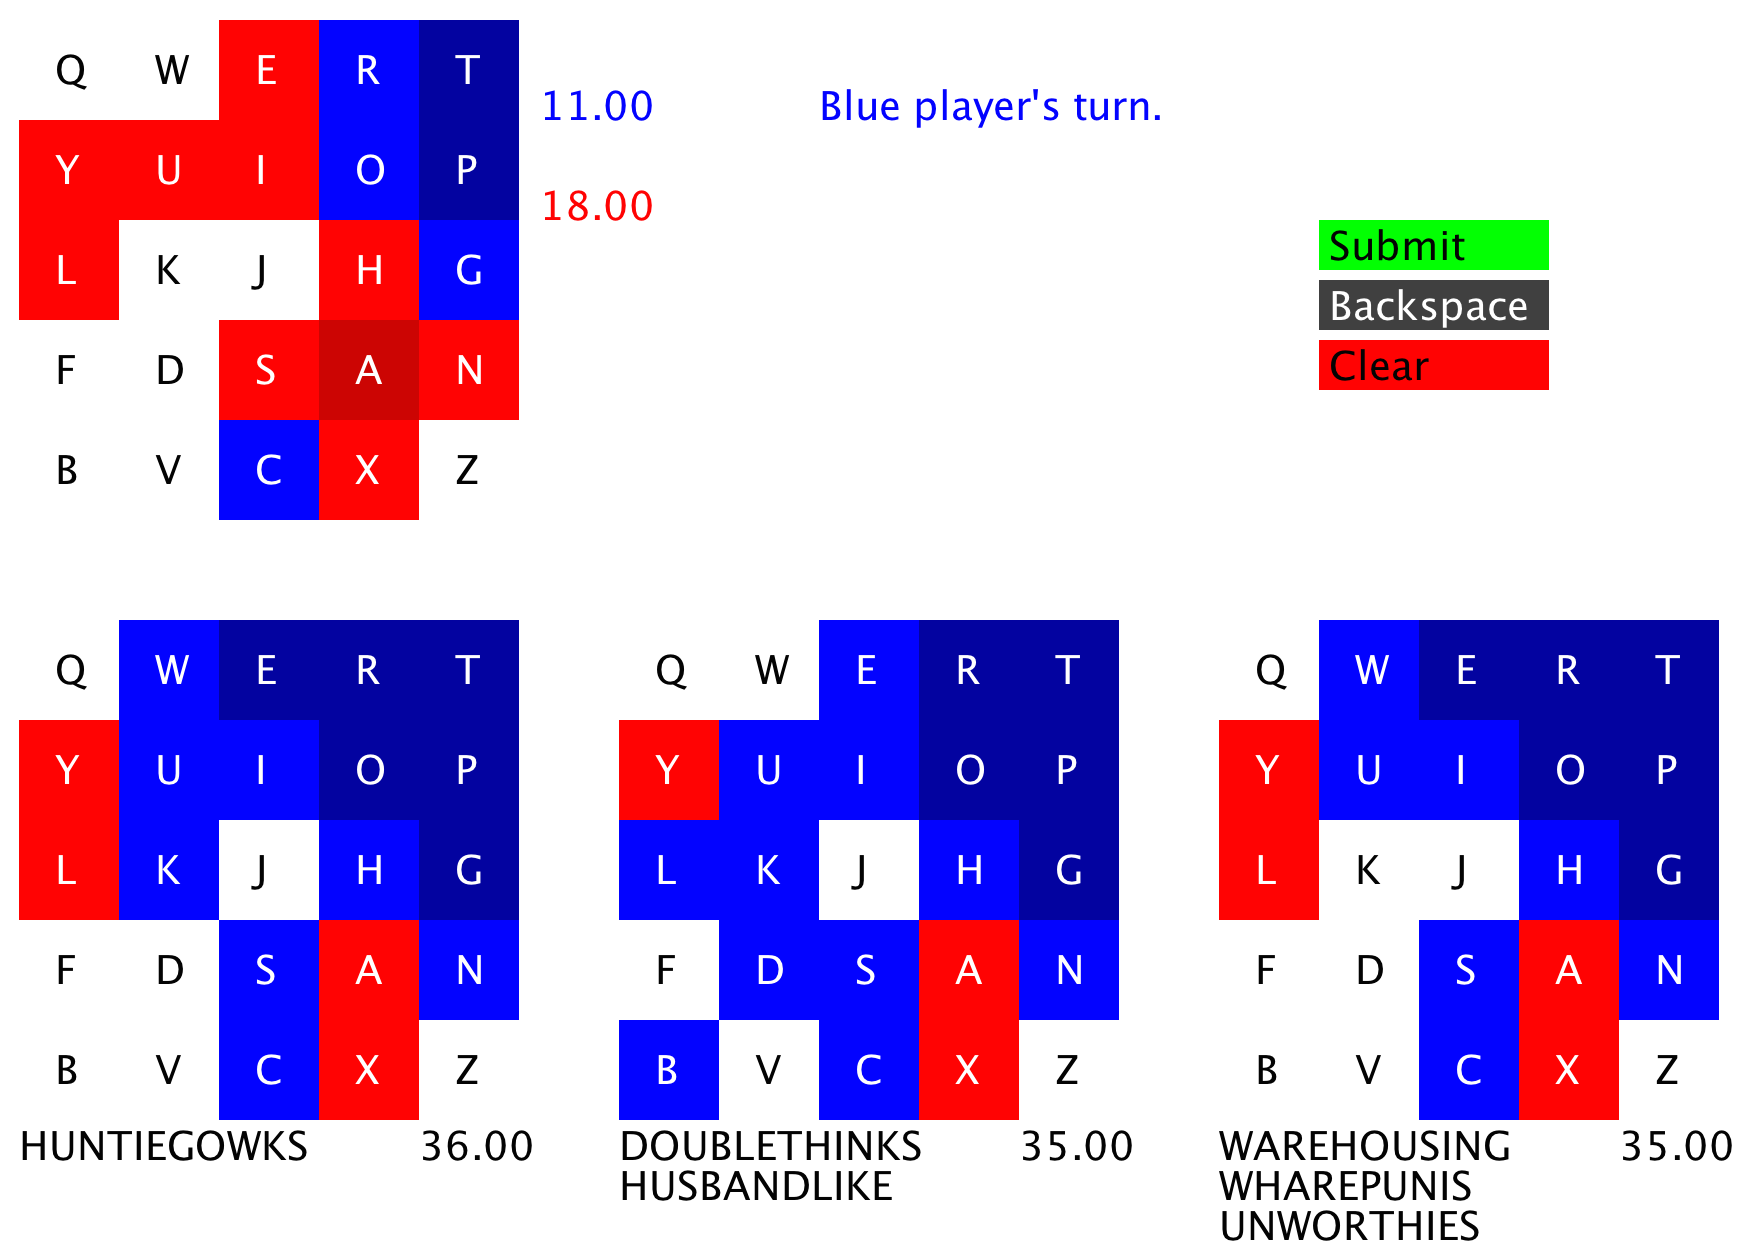 Q W E R T
11.00
Blue player's turn.
Y U I O P
18.00
L K J H G
Submit
Backspace
F D S A N
Clear
B V C X Z
Q W E R T
Y U I O P
L K J H G
F D S A N
B V C X Z
HUNTIEGOWKS 36.00
Q W E R T
Y U I O P
L K J H G
F D S A N
B V C X Z
DOUBLETHINKS 35.00
HUSBANDLIKE
Q W E R T
Y U I O P
L K J H G
F D S A N
B V C X Z
WAREHOUSING 35.00
WHAREPUNIS
UNWORTHIES